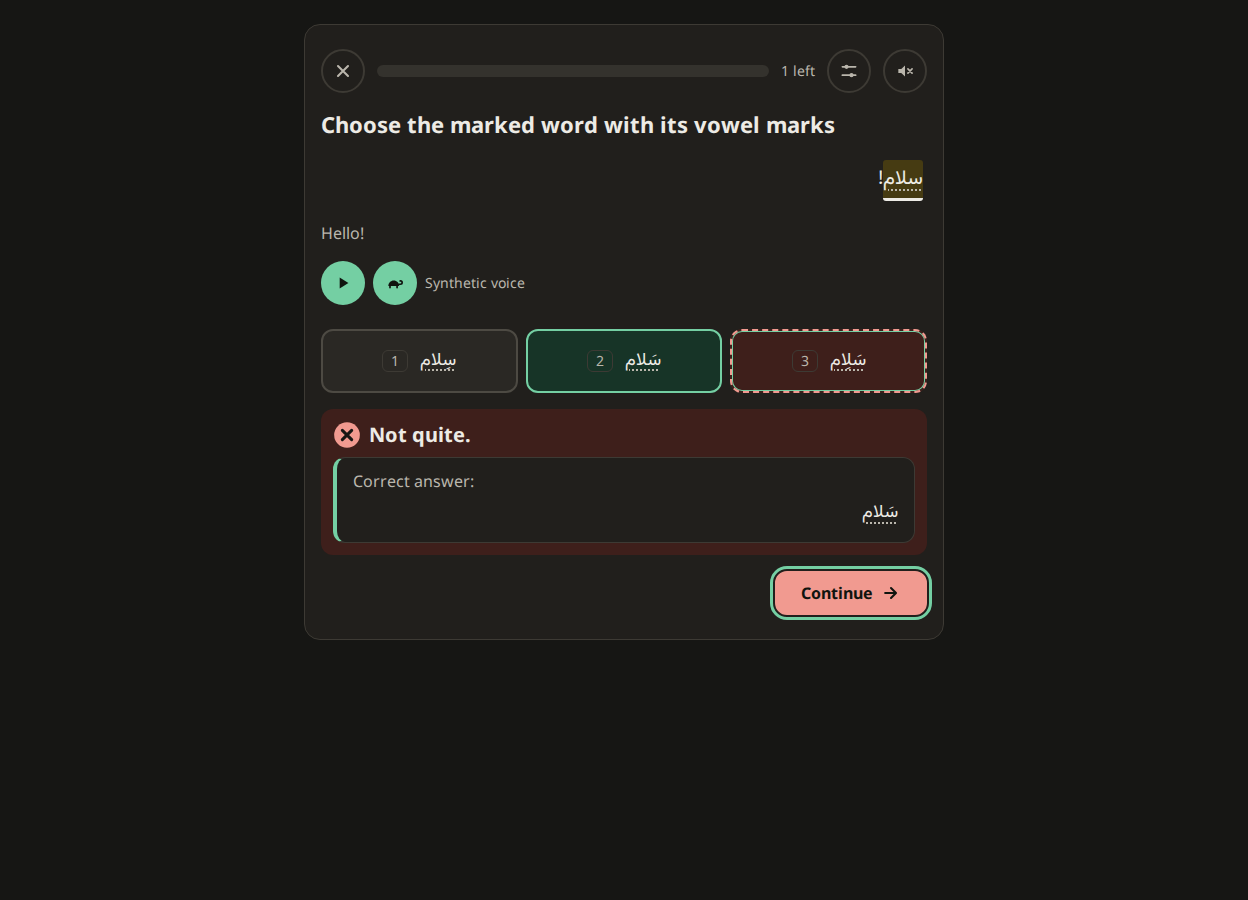 1 left
Choose the marked word with its vowel marks
سلام!
Hello!
Synthetic voice
1 سِلام
2 سَلام
3 سَلِام
Not quite.
Correct answer:
سَلام
Continue